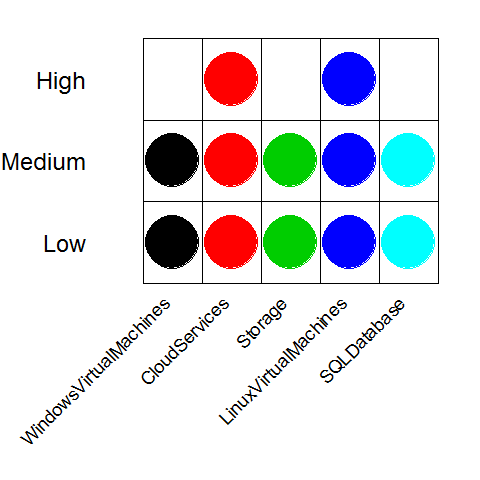 High
Medium
Low
WindowsVirtualMachines
CloudServices
Storage
LinuxVirtualMachines
SQLDatabase